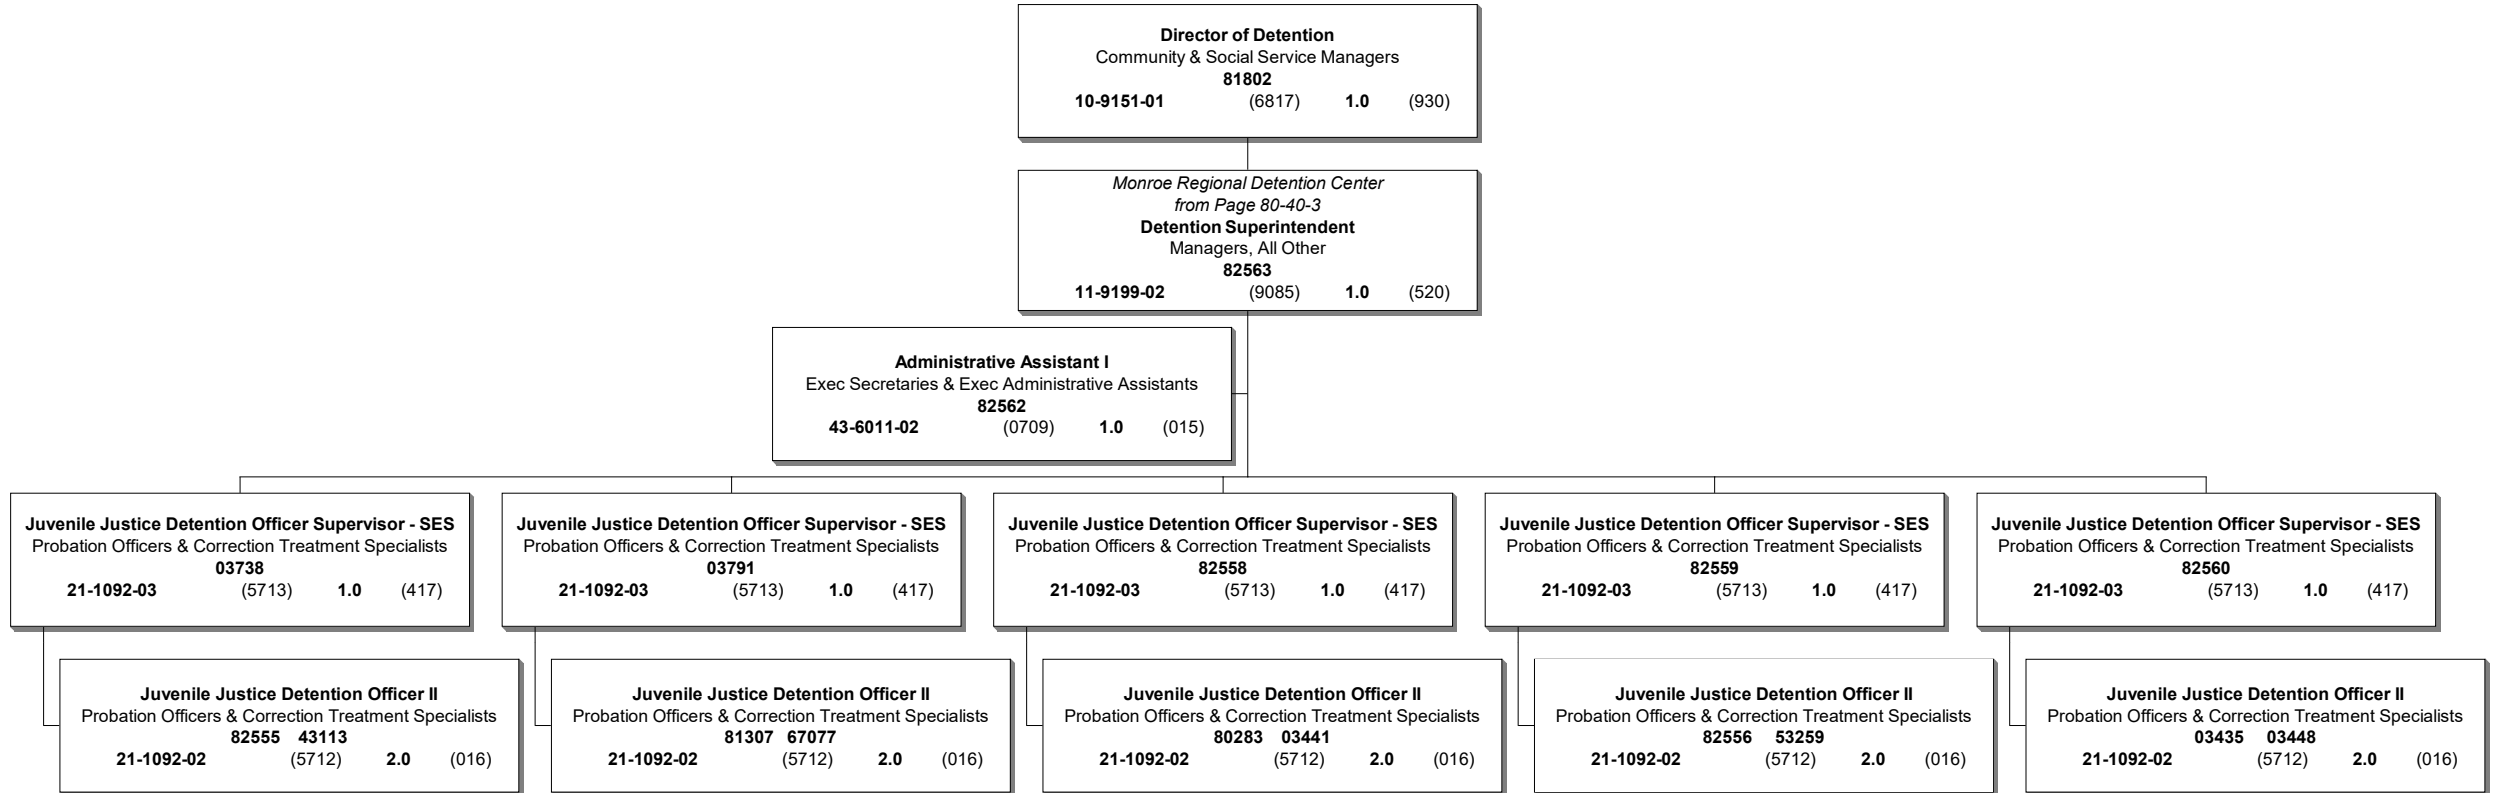 Director of Detention
Community & Social Service Managers
81802
10-9151-01 (6817) 1.0 (930)
Monroe Regional Detention Center
from Page 80-40-3
Detention Superintendent
Managers, All Other
82563
11-9199-02 (9085) 1.0 (520)
Administrative Assistant I
Exec Secretaries & Exec Administrative Assistants
82562
43-6011-02 (0709) 1.0 (015)
Juvenile Justice Detention Officer Supervisor - SES
Probation Officers & Correction Treatment Specialists
03738
21-1092-03 (5713) 1.0 (417)
Juvenile Justice Detention Officer Supervisor - SES
Probation Officers & Correction Treatment Specialists
03791
21-1092-03 (5713) 1.0 (417)
Juvenile Justice Detention Officer Supervisor - SES
Probation Officers & Correction Treatment Specialists
82558
21-1092-03 (5713) 1.0 (417)
Juvenile Justice Detention Officer Supervisor - SES
Probation Officers & Correction Treatment Specialists
82559
21-1092-03 (5713) 1.0 (417)
Juvenile Justice Detention Officer Supervisor - SES
Probation Officers & Correction Treatment Specialists
82560
21-1092-03 (5713) 1.0 (417)
Juvenile Justice Detention Officer II
Probation Officers & Correction Treatment Specialists
82555 43113
21-1092-02 (5712) 2.0 (016)
Juvenile Justice Detention Officer II
Probation Officers & Correction Treatment Specialists
81307 67077
21-1092-02 (5712) 2.0 (016)
Juvenile Justice Detention Officer II
Probation Officers & Correction Treatment Specialists
80283 03441
21-1092-02 (5712) 2.0 (016)
Juvenile Justice Detention Officer II
Probation Officers & Correction Treatment Specialists
82556 53259
21-1092-02 (5712) 2.0 (016)
Juvenile Justice Detention Officer II
Probation Officers & Correction Treatment Specialists
03435 03448
21-1092-02 (5712) 2.0 (016)